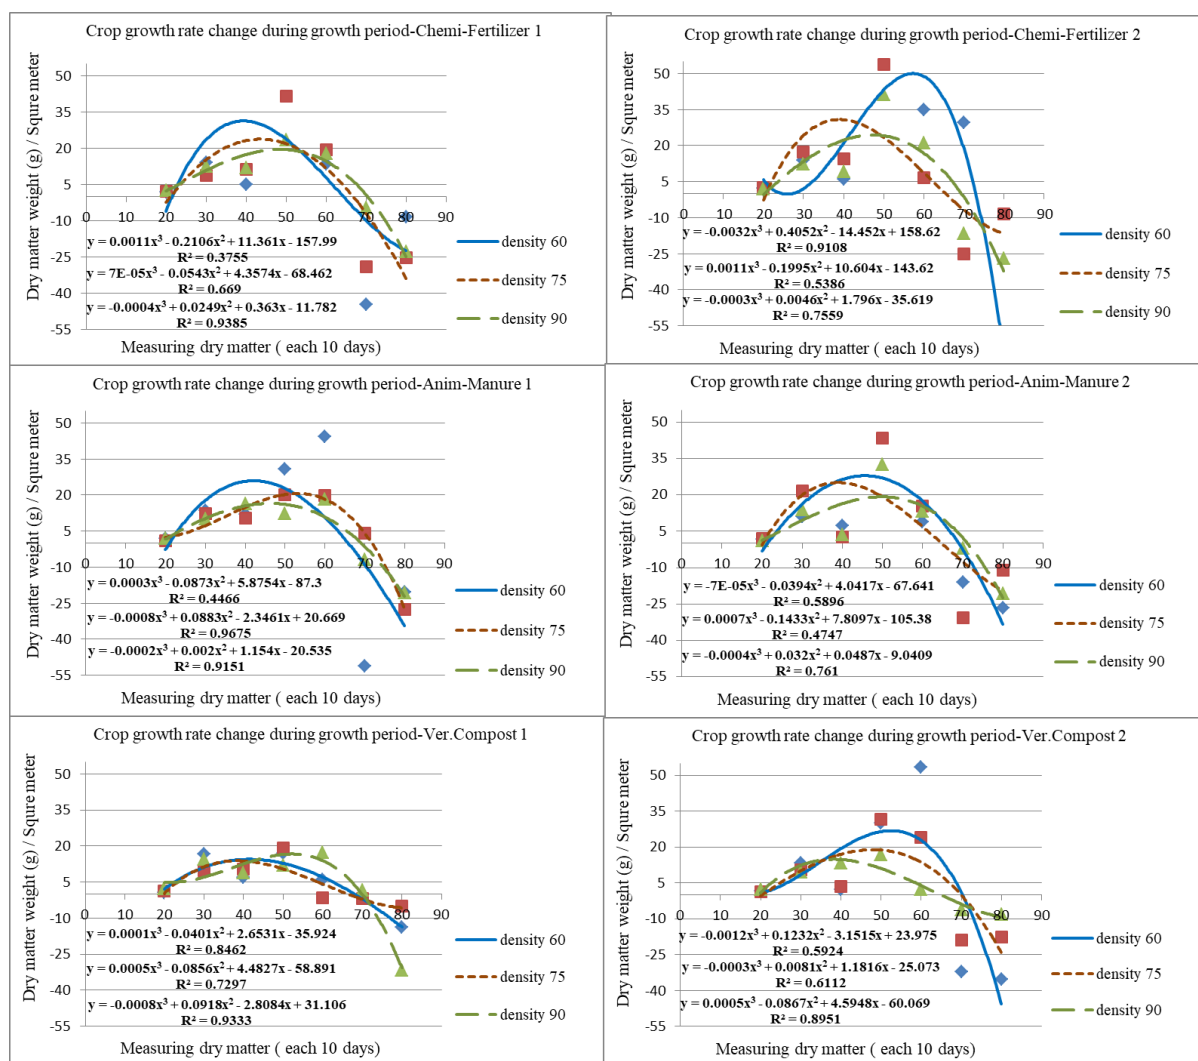 Crop growth rate change during growth period-Chemi-Fertilizer 1
Dry matter weight (g) / Squre meter
50
35
20
5
-10
-25
-40
-55
0 10 20 30 40 50 60 70 80 90
y = 0.0011x³ - 0.2106x² + 11.361x - 157.99
R² = 0.3755
y = 7E-05x³ - 0.0543x² + 4.3574x - 68.462
R² = 0.669
y = -0.0004x³ + 0.0249x² + 0.363x - 11.782
R² = 0.9385
density 60
density 75
density 90
Measuring dry matter ( each 10 days)
Crop growth rate change during growth period-Chemi-Fertilizer 2
Dry matter weight (g) / Squre meter
50
35
20
5
-10
-25
-40
-55
0 10 20 30 40 50 60 70 80 90
y = -0.0032x³ + 0.4052x² - 14.452x + 158.62
R² = 0.9108
y = 0.0011x³ - 0.1995x² + 10.604x - 143.62
R² = 0.5386
y = -0.0003x³ + 0.0046x² + 1.796x - 35.619
R² = 0.7559
density 60
density 75
density 90
Measuring dry matter ( each 10 days)
Crop growth rate change during growth period-Anim-Manure 1
Dry matter weight (g) / Squre meter
50
35
20
5
-10
-25
-40
-55
0 10 20 30 40 50 60 70 80 90
y = 0.0003x³ - 0.0873x² + 5.8754x - 87.3
R² = 0.4466
y = -0.0008x³ + 0.0883x² - 2.3461x + 20.669
R² = 0.9675
y = -0.0002x³ + 0.002x² + 1.154x - 20.535
R² = 0.9151
density 60
density 75
density 90
Measuring dry matter ( each 10 days)
Crop growth rate change during growth period-Anim-Manure 2
Dry matter weight (g) / Squre meter
50
35
20
5
-10
-25
-40
-55
0 10 20 30 40 50 60 70 80 90
y = -7E-05x³ - 0.0394x² + 4.0417x - 67.641
R² = 0.5896
y = 0.0007x³ - 0.1433x² + 7.8097x - 105.38
R² = 0.4747
y = -0.0004x³ + 0.032x² + 0.0487x - 9.0409
R² = 0.761
density 60
density 75
density 90
Measuring dry matter ( each 10 days)
Crop growth rate change during growth period-Ver.Compost 1
Dry matter weight (g) / Squre meter
50
35
20
5
-10
-25
-40
-55
0 10 20 30 40 50 60 70 80 90
y = 0.0001x³ - 0.0401x² + 2.6531x - 35.924
R² = 0.8462
y = 0.0005x³ - 0.0856x² + 4.4827x - 58.891
R² = 0.7297
y = -0.0008x³ + 0.0918x² - 2.8084x + 31.106
R² = 0.9333
density 60
density 75
density 90
Measuring dry matter ( each 10 days)
Crop growth rate change during growth period-Ver.Compost 2
Dry matter weight (g) / Squre meter
50
35
20
5
-10
-25
-40
-55
0 10 20 30 40 50 60 70 80 90
y = -0.0012x³ + 0.1232x² - 3.1515x + 23.975
R² = 0.5924
y = -0.0003x³ + 0.0081x² + 1.1816x - 25.073
R² = 0.6112
y = 0.0005x³ - 0.0867x² + 4.5948x - 60.069
R² = 0.8951
density 60
density 75
density 90
Measuring dry matter ( each 10 days)